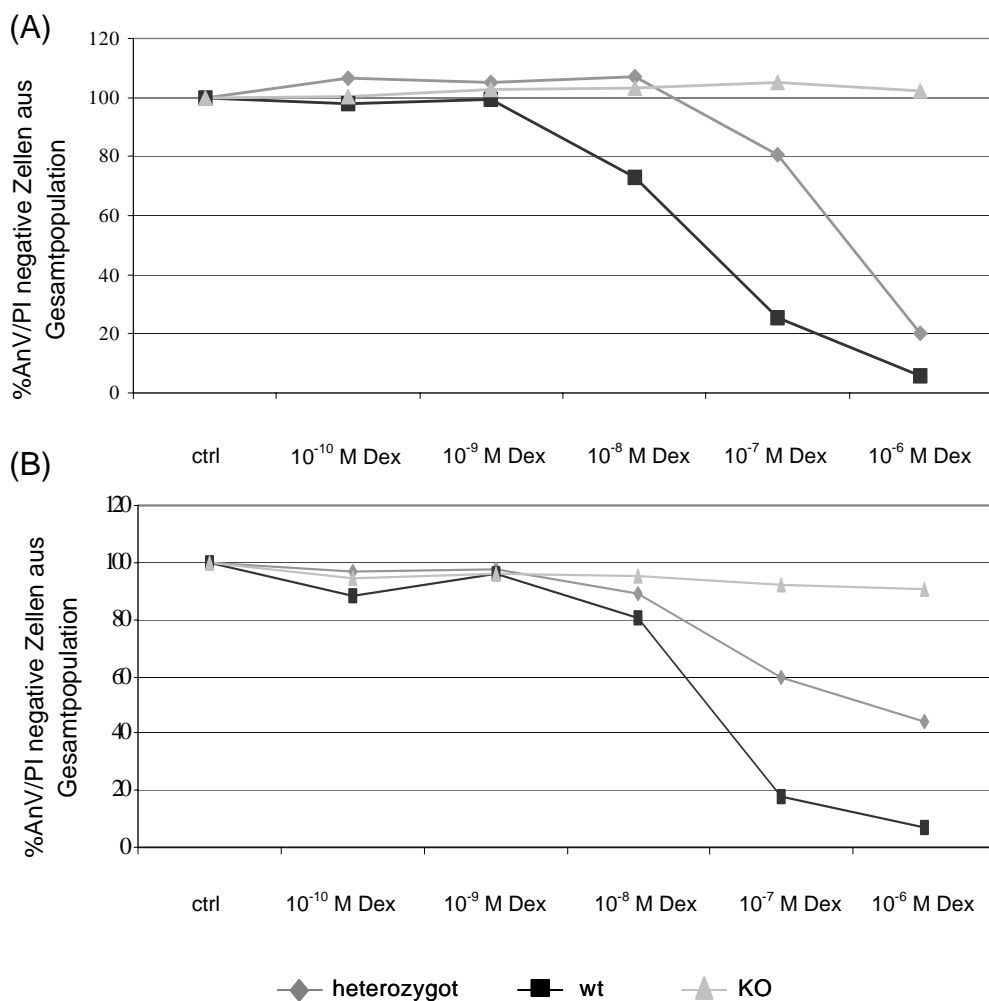 (A)
120
100
80
60
40
20
0
%AnV/PI negative Zellen aus
Gesamtpopulation
ctrl 10⁻¹⁰ M Dex 10⁻⁹ M Dex 10⁻⁸ M Dex 10⁻⁷ M Dex 10⁻⁶ M Dex
(B)
120
100
80
60
40
20
0
%AnV/PI negative Zellen aus
Gesamtpopulation
ctrl 10⁻¹⁰ M Dex 10⁻⁹ M Dex 10⁻⁸ M Dex 10⁻⁷ M Dex 10⁻⁶ M Dex
heterozygot wt KO